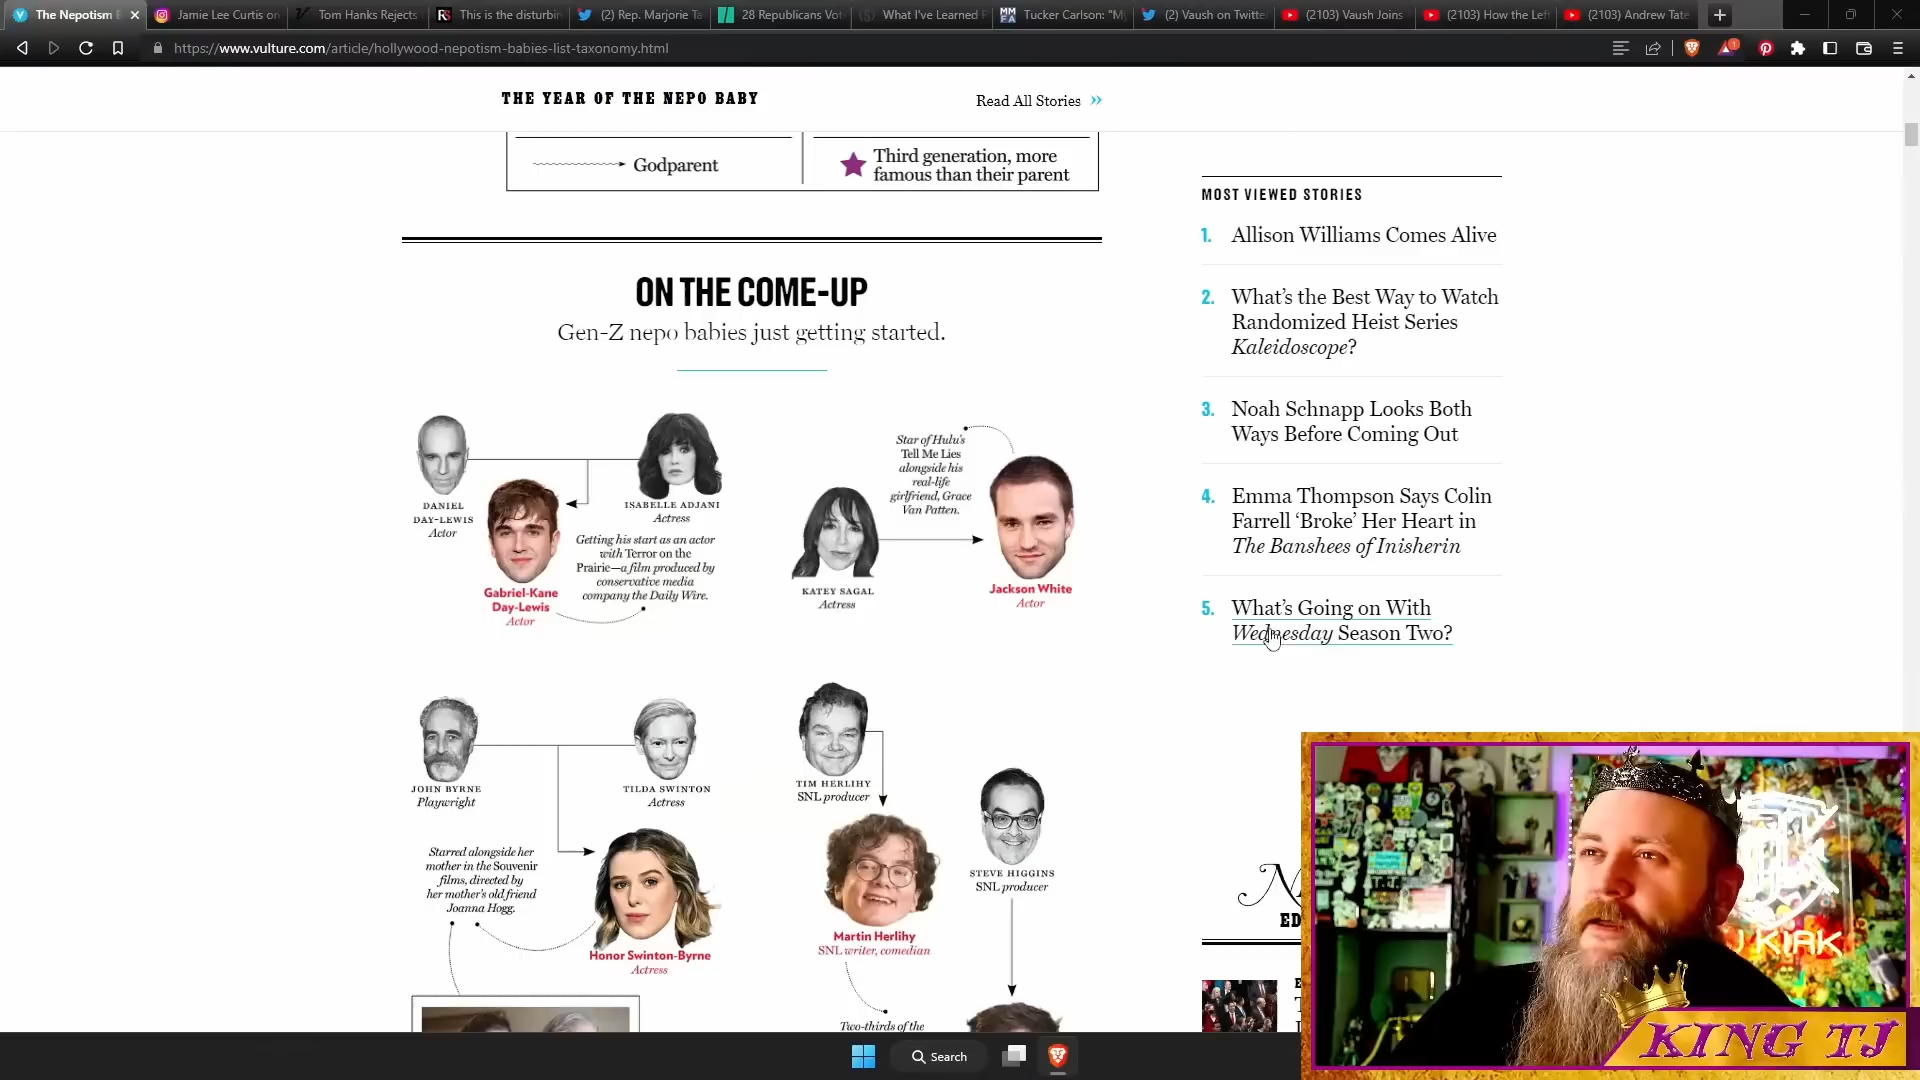 The Nepotism B
Jamie Lee Curtis on
Tom Hanks Rejects
This is the disturbin
(2) Rep. Marjorie Ta
28 Republicans Vot
What I've Learned F
Tucker Carlson: "My
(2) Vaush on Twitte
(2103) Vaush Joins
(2103) How the Left
(2103) Andrew Tate
https://www.vulture.com/article/hollywood-nepotism-babies-list-taxonomy.html
THE YEAR OF THE NEPO BABY
Read All Stories »
Godparent
Third generation, more
famous than their parent
ON THE COME-UP
Gen-Z nepo babies just getting started.
DANIEL
DAY-LEWIS
Actor
ISABELLE ADJANI
Actress
Gabriel-Kane
Day-Lewis
Actor
Getting his start as an actor
with Terror on the
Prairie—a film produced by
conservative media
company the Daily Wire.
Star of Hulu's
Tell Me Lies
alongside his
real-life
girlfriend, Grace
Van Patten.
KATEY SAGAL
Actress
Jackson White
Actor
JOHN BYRNE
Playwright
TILDA SWINTON
Actress
Starred alongside her
mother in the Souvenir
films, directed by
her mother's old friend
Joanna Hogg.
Honor Swinton-Byrne
Actress
TIM HERLIHY
SNL producer
STEVE HIGGINS
SNL producer
Martin Herlihy
SNL writer, comedian
Two-thirds of the
MOST VIEWED STORIES
1. Allison Williams Comes Alive
2. What's the Best Way to Watch
Randomized Heist Series
Kaleidoscope?
3. Noah Schnapp Looks Both
Ways Before Coming Out
4. Emma Thompson Says Colin
Farrell 'Broke' Her Heart in
The Banshees of Inisherin
5. What's Going on With
Wednesday Season Two?
ED
J KIRK
KING TJ
Search